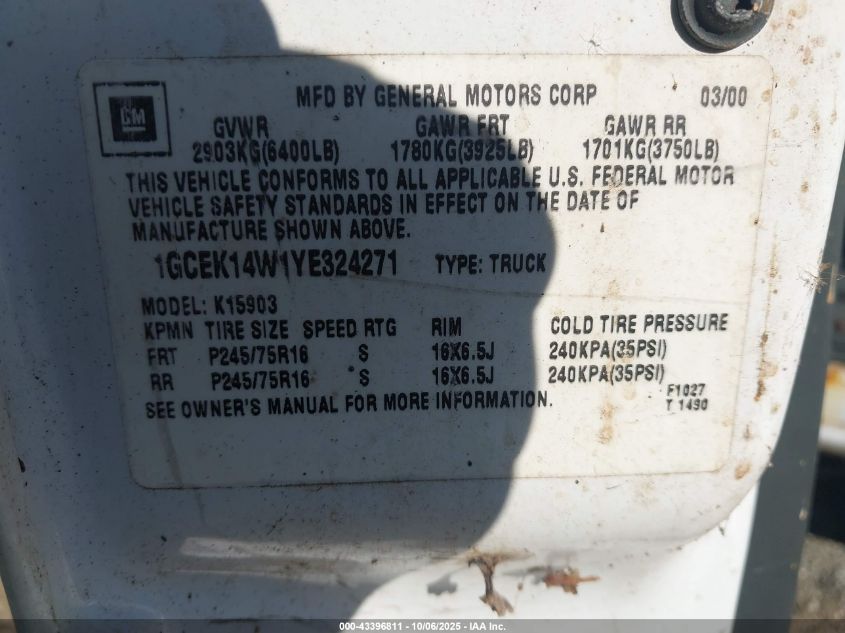 MFD BY GENERAL MOTORS CORP 03/00
GM
GVWR GAWR FRT GAWR RR
2903KG(6400LB) 1780KG(3925LB) 1701KG(3750LB)
THIS VEHICLE CONFORMS TO ALL APPLICABLE U.S. FEDERAL MOTOR
VEHICLE SAFETY STANDARDS IN EFFECT ON THE DATE OF
MANUFACTURE SHOWN ABOVE.
1GCEK14W1YE324271 TYPE: TRUCK
MODEL: K15903
KPMN TIRE SIZE SPEED RTG RIM COLD TIRE PRESSURE
FRT P245/75R16 S 16X6.5J 240KPA(35PSI)
RR P245/75R16 S 16X6.5J 240KPA(35PSI)
SEE OWNER'S MANUAL FOR MORE INFORMATION.
F1027
T 1490
000-43396811 - 10/06/2025 - IAA Inc.